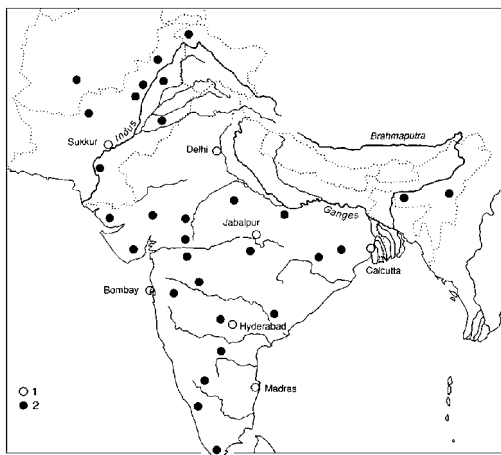 Indus
Sukkur
Delhi
Brahmaputra
Ganges
Jabalpur
Calcutta
Bombay
Hyderabad
Madras
1
2